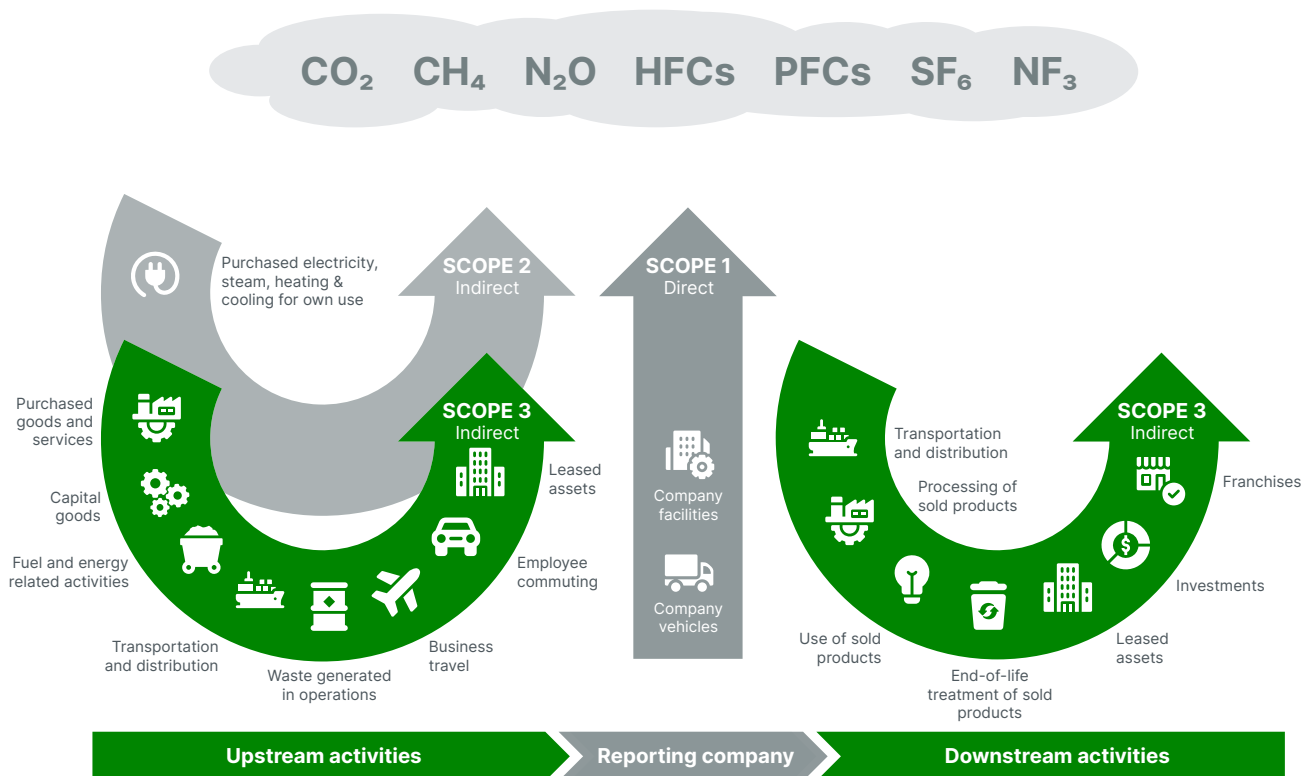 CO₂ CH₄ N₂O HFCs PFCs SF₆ NF₃
Purchased electricity,
steam, heating &
cooling for own use
SCOPE 2
Indirect
SCOPE 1
Direct
Purchased
goods and
services
Capital
goods
Fuel and energy
related activities
Transportation
and distribution
Waste generated
in operations
Business
travel
Employee
commuting
Leased
assets
SCOPE 3
Indirect
Company
facilities
Company
vehicles
Transportation
and distribution
Processing of
sold products
Use of sold
products
End-of-life
treatment of sold
products
Leased
assets
Investments
Franchises
SCOPE 3
Indirect
Upstream activities
Reporting company
Downstream activities